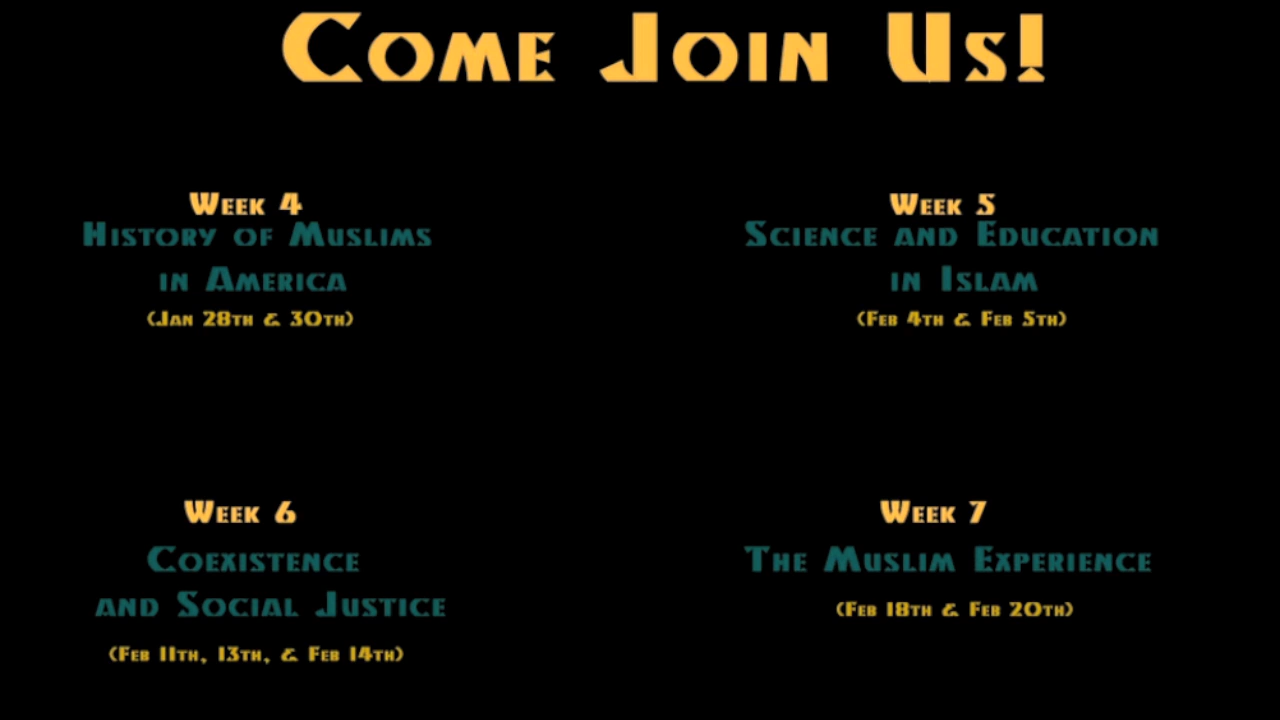 Come Join Us!
Week 4
History of Muslims
in America
(Jan 28th & 30th)
Week 5
Science and Education
in Islam
(Feb 4th & Feb 5th)
Week 6
Coexistence
and Social Justice
(Feb 11th, 13th, & Feb 14th)
Week 7
The Muslim Experience
(Feb 18th & Feb 20th)